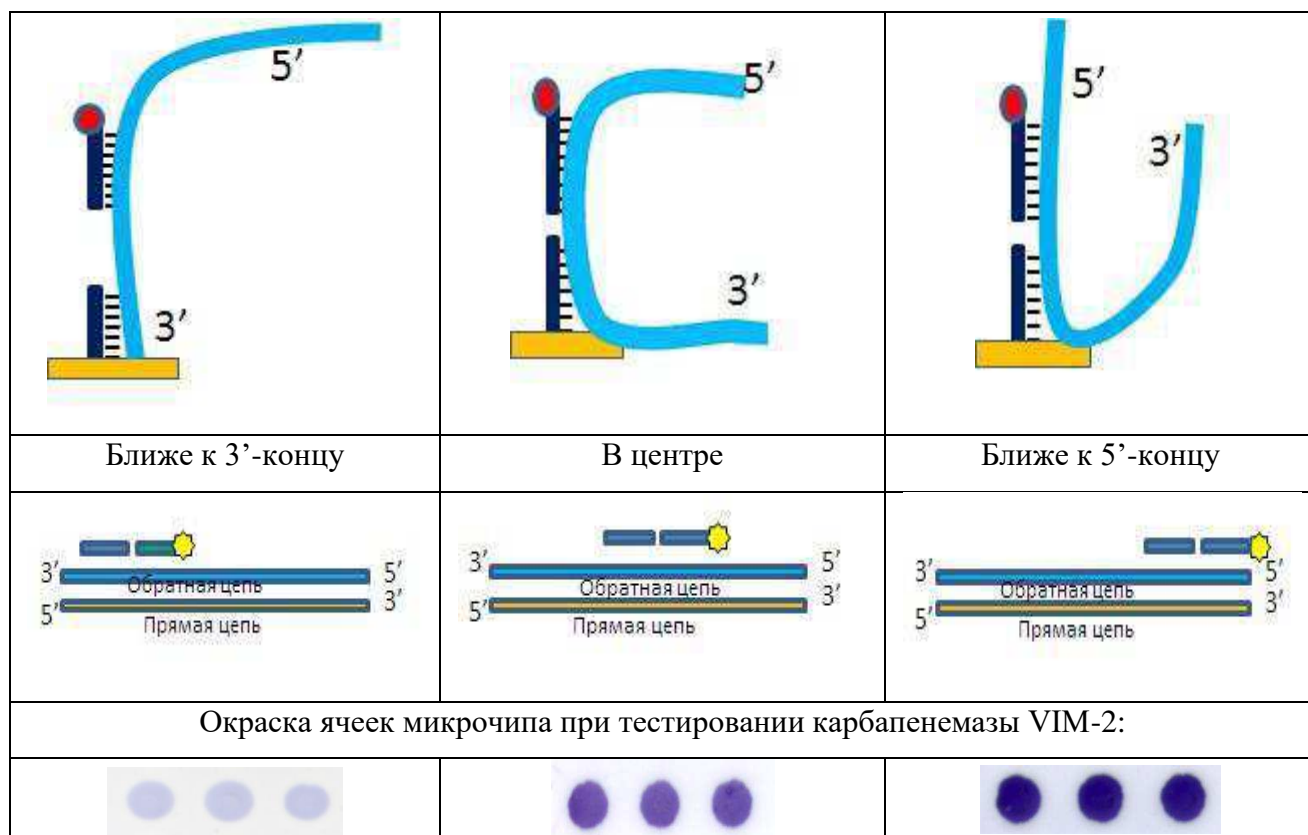 5’
3’
5’
3’
5’
3’
Ближе к 3’-концу
В центре
Ближе к 5’-концу
3’
5’
Обратная цепь
5’
3’
Прямая цепь
3’
5’
Обратная цепь
5’
3’
Прямая цепь
3’
5’
Обратная цепь
5’
3’
Прямая цепь
Окраска ячеек микрочипа при тестировании карбапенемазы VIM-2: